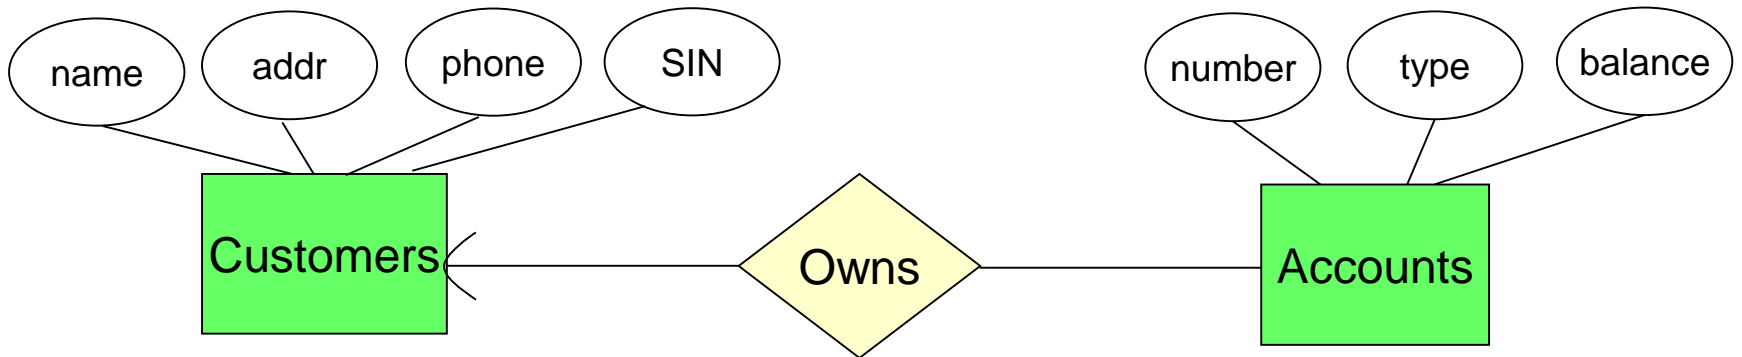 name
addr
phone
SIN
number
type
balance
Customers
Owns
Accounts